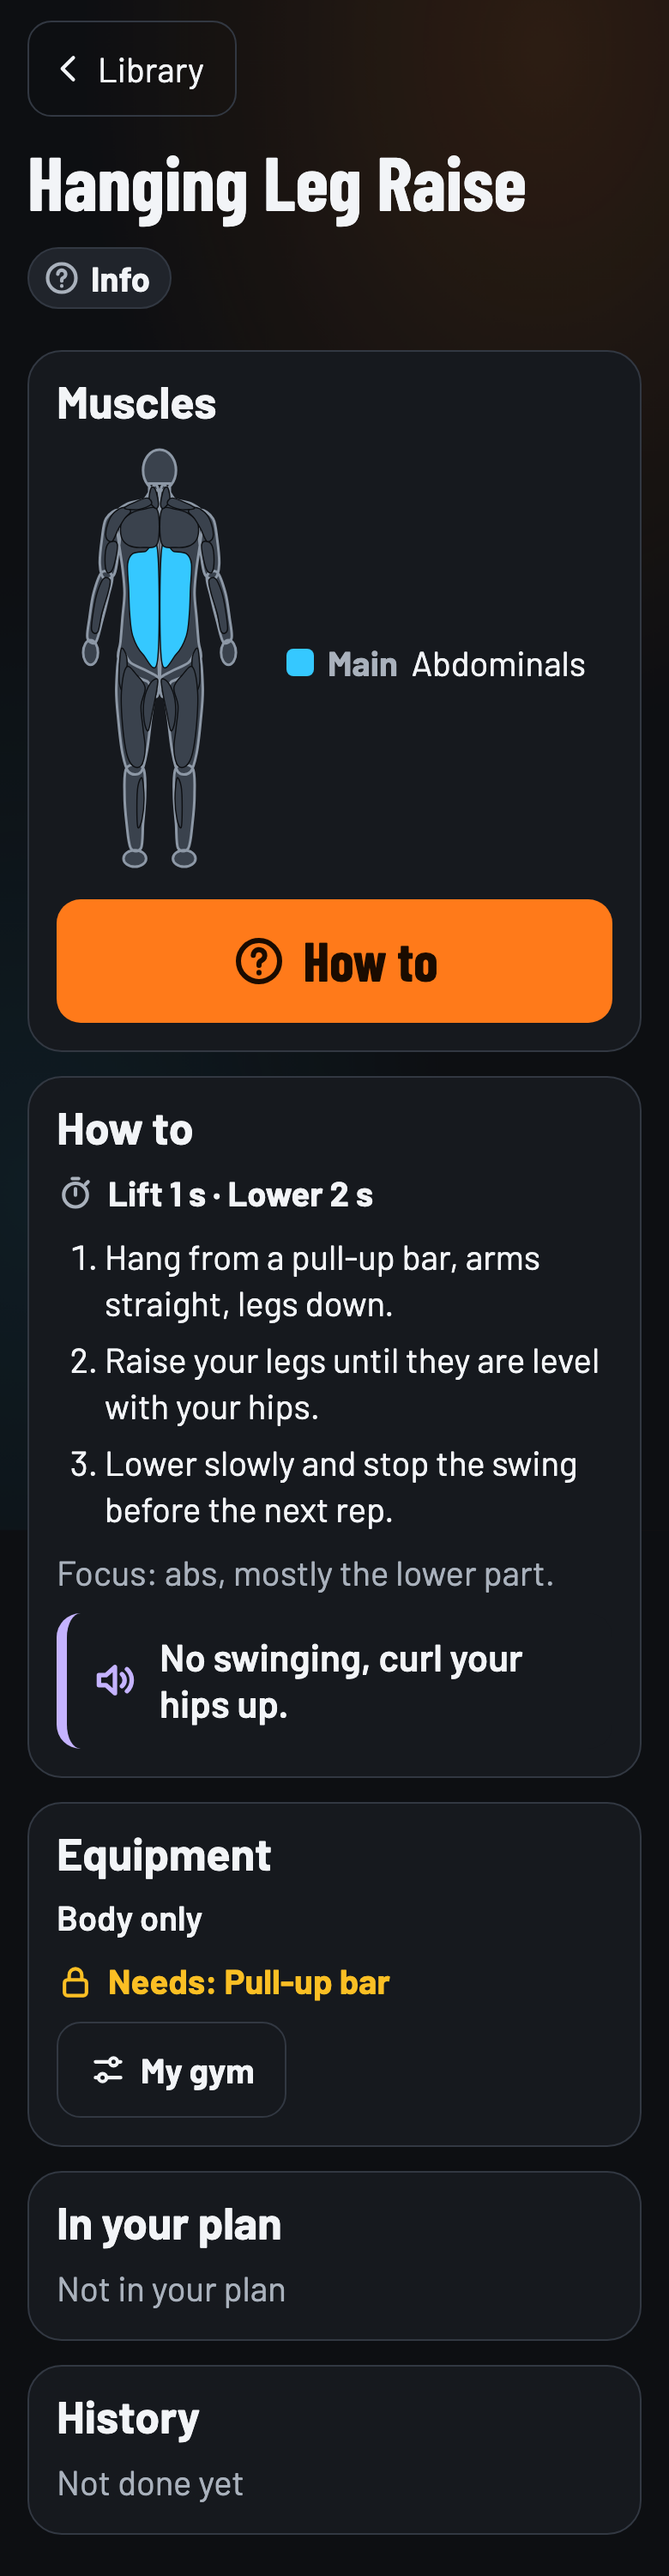 Library
Hanging Leg Raise
Info
Muscles
Main Abdominals
How to
How to
Lift 1 s · Lower 2 s
1. Hang from a pull-up bar, arms
straight, legs down.
2. Raise your legs until they are level
with your hips.
3. Lower slowly and stop the swing
before the next rep.
Focus: abs, mostly the lower part.
No swinging, curl your
hips up.
Equipment
Body only
Needs: Pull-up bar
My gym
In your plan
Not in your plan
History
Not done yet